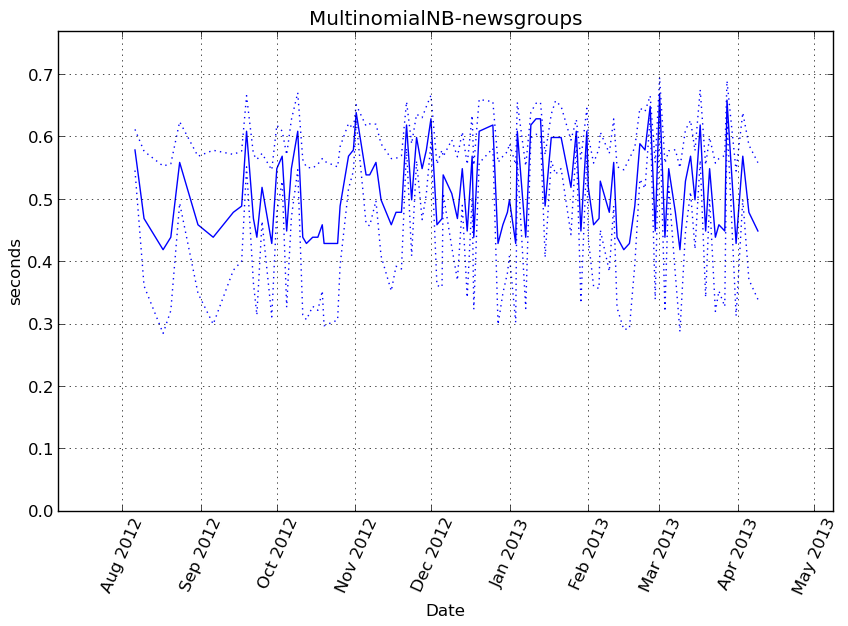 MultinomialNB-newsgroups
0.7
0.6
0.5
0.4
0.3
0.2
0.1
0.0
seconds
Aug 2012
Sep 2012
Oct 2012
Nov 2012
Dec 2012
Jan 2013
Feb 2013
Mar 2013
Apr 2013
May 2013
Date